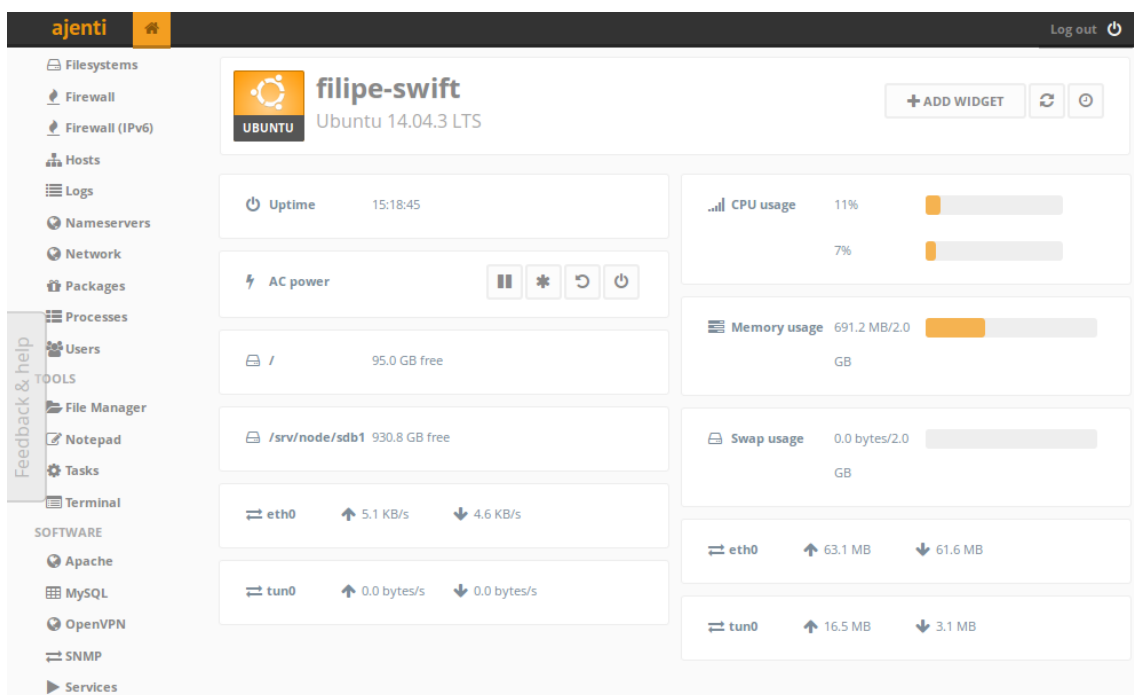 ajenti
Log out
Filesystems
Firewall
Firewall (IPv6)
Hosts
Logs
Nameservers
Network
Packages
Processes
Users
TOOLS
File Manager
Notepad
Tasks
Terminal
SOFTWARE
Apache
MySQL
OpenVPN
SNMP
Services
Feedback & help
UBUNTU
filipe-swift
Ubuntu 14.04.3 LTS
ADD WIDGET
Uptime 15:18:45
AC power
/ 95.0 GB free
/srv/node/sdb1 930.8 GB free
eth0 5.1 KB/s 4.6 KB/s
tun0 0.0 bytes/s 0.0 bytes/s
CPU usage 11%
7%
Memory usage 691.2 MB/2.0
GB
Swap usage 0.0 bytes/2.0
GB
eth0 63.1 MB 61.6 MB
tun0 16.5 MB 3.1 MB